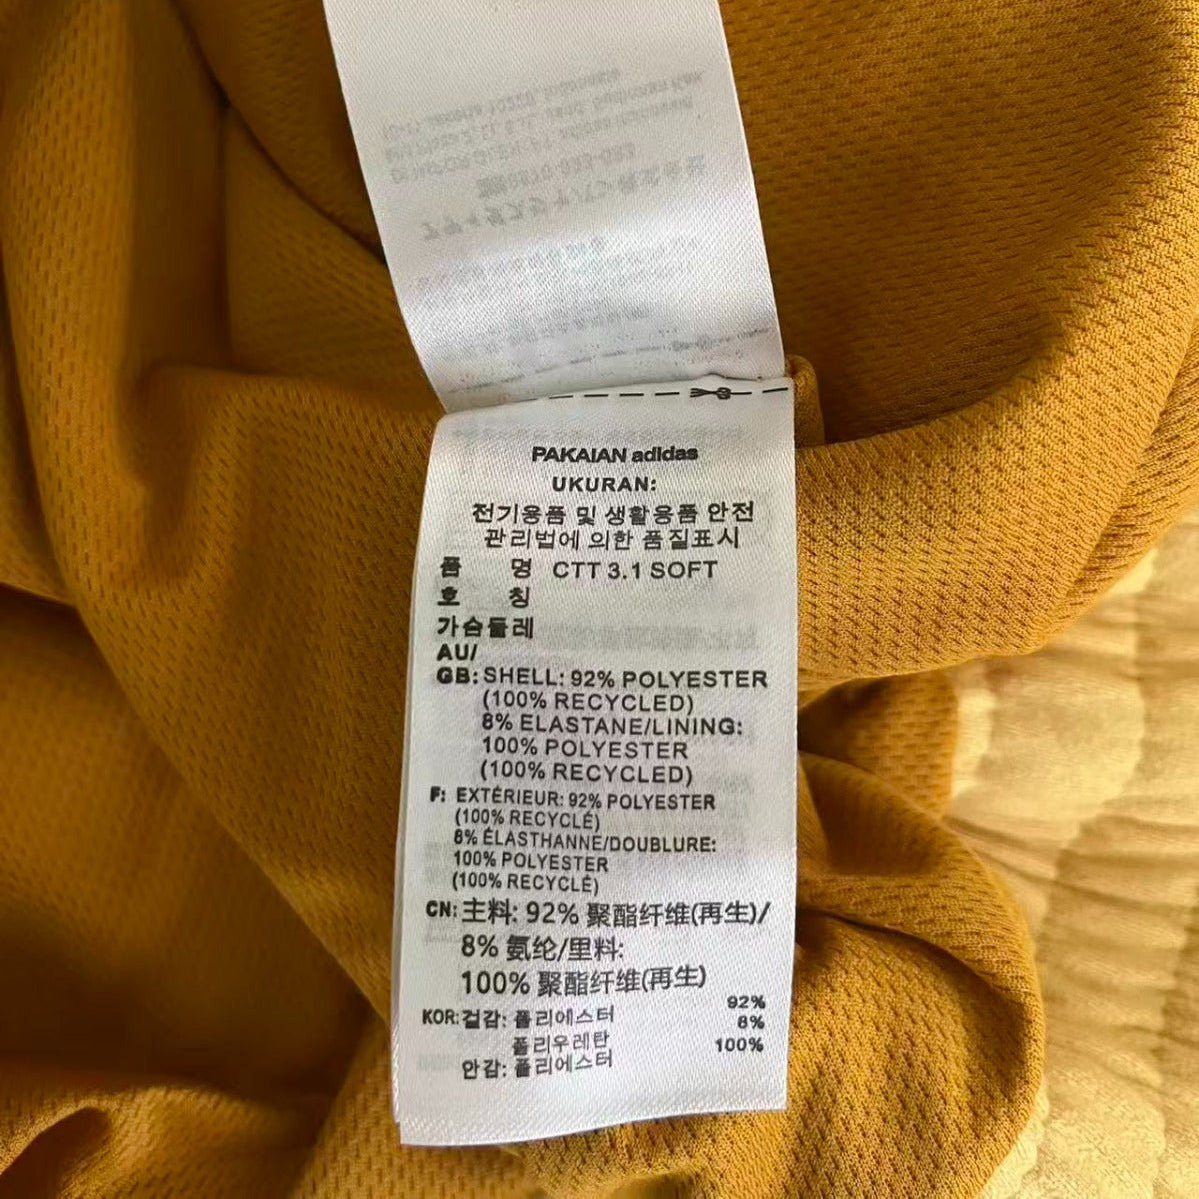 PAKAIAN adidas
UKURAN:
전기용품 및 생활용품 안전
관리법에 의한 품질표시
품 명 CTT 3.1 SOFT
호 칭
가슴둘레
AU/
GB: SHELL: 92% POLYESTER
(100% RECYCLED)
8% ELASTANE/LINING:
100% POLYESTER
(100% RECYCLED)
F: EXTÉRIEUR: 92% POLYESTER
(100% RECYCLÉ)
8% ÉLASTHANNE/DOUBLURE:
100% POLYESTER
(100% RECYCLÉ)
CN: 主料: 92% 聚酯纤维(再生)/
8% 氨纶/里料:
100% 聚酯纤维(再生)
KOR: 겉감: 폴리에스터 92%
폴리우레탄 8%
안감: 폴리에스터 100%